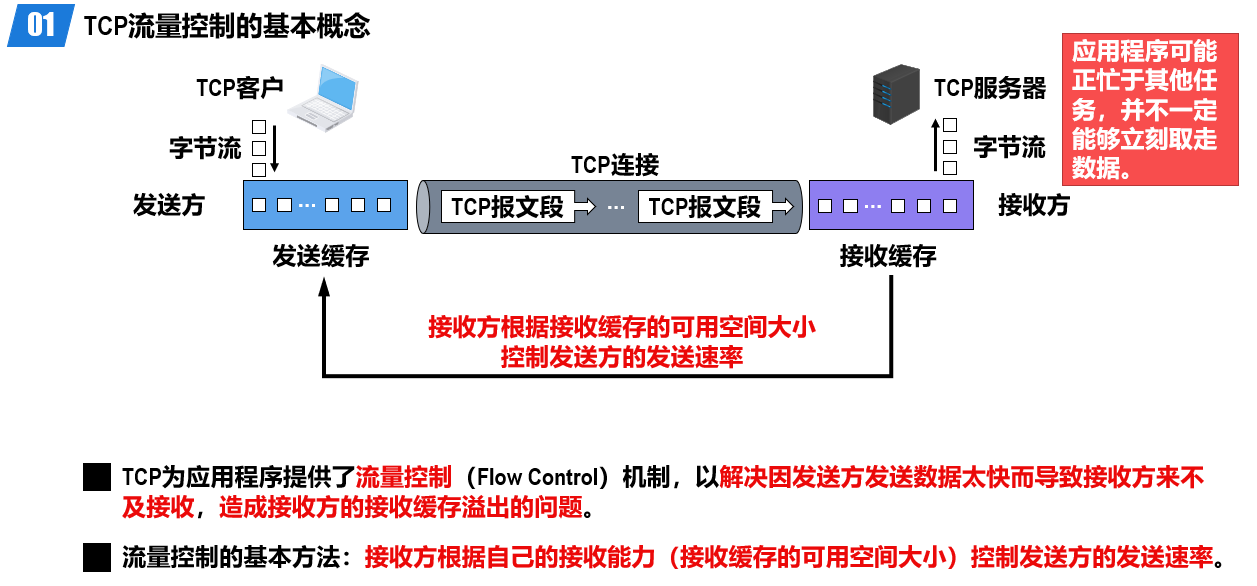 01 TCP流量控制的基本概念
应用程序可能
正忙于其他任
务，并不一定
能够立刻取走
数据。
TCP客户
TCP服务器
字节流
字节流
TCP连接
发送方
TCP报文段 ... TCP报文段
接收方
...
...
发送缓存
接收缓存
接收方根据接收缓存的可用空间大小
控制发送方的发送速率
TCP为应用程序提供了流量控制（Flow Control）机制，以解决因发送方发送数据太快而导致接收方来不
及接收，造成接收方的接收缓存溢出的问题。
流量控制的基本方法：接收方根据自己的接收能力（接收缓存的可用空间大小）控制发送方的发送速率。